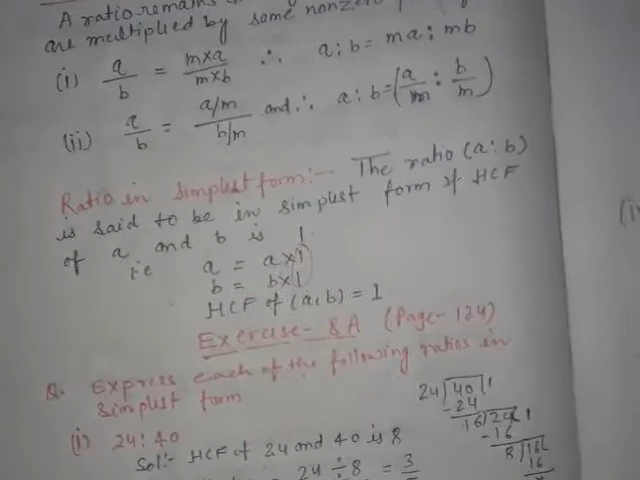 A ratio remains
are multiplied by some nonzero
(i) a/b = m×a/m×b ∴ a:b = ma:mb
(ii) a/b = a/m/b/m and ∴ a:b = (a/m : b/m)
Ratio in simplest form:- The ratio (a:b)
is said to be in simplest form if HCF
of a and b is 1
i.e a = a×1
b = b×1
HCF of (a,b) = 1
Exercise-8A (Page-124)
Q. Express each of the following ratios in
simplest form
(i) 24:40
Sol:- HCF of 24 and 40 is 8
24÷8 = 3
24) 40 (1
-24
16) 24 (1
-16
8) 16 (
16